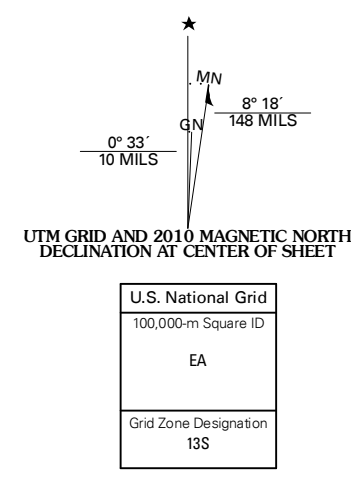 ★
MN
GN
8° 18´
148 MILS
0° 33´
10 MILS
UTM GRID AND 2010 MAGNETIC NORTH
DECLINATION AT CENTER OF SHEET
U.S. National Grid
100,000-m Square ID
EA
Grid Zone Designation
13S